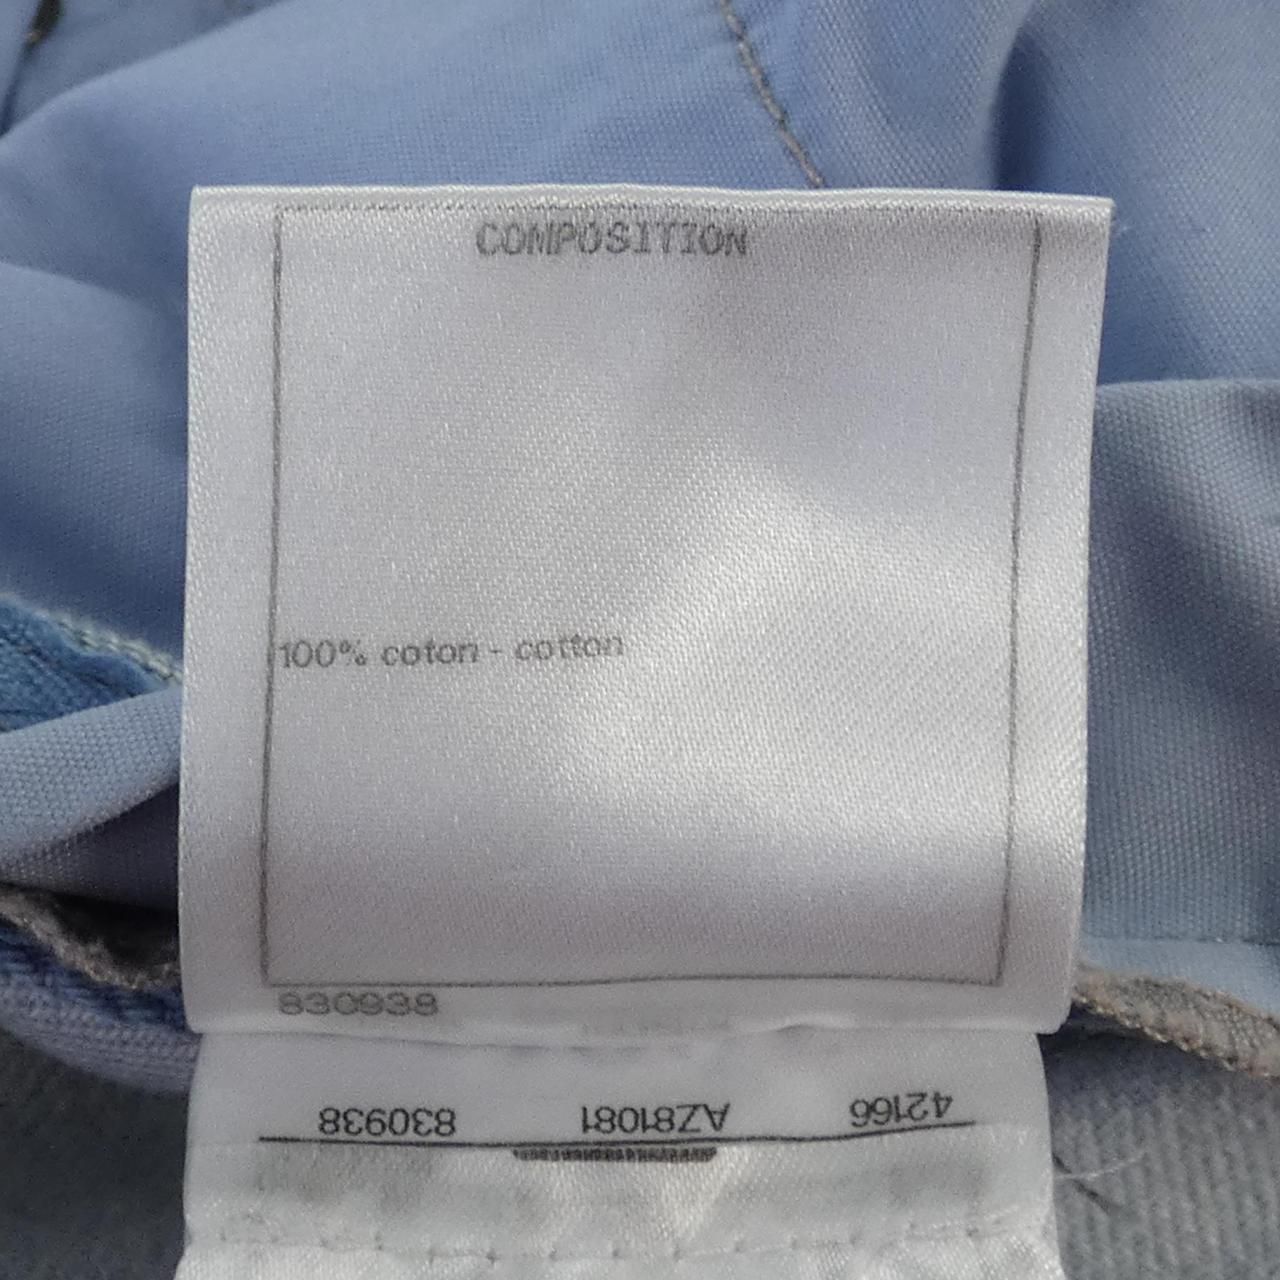 COMPOSITION
100% coton - cotton
830938
830938 AZ81081 42166